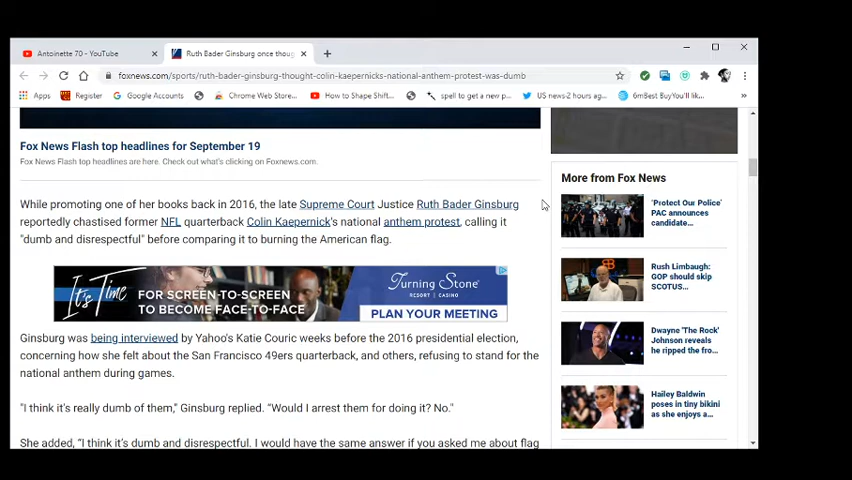 Antoinette 70 - YouTube
Ruth Bader Ginsburg once thoug
foxnews.com/sports/ruth-bader-ginsburg-thought-colin-kaepernicks-national-anthem-protest-was-dumb
Apps Register Google Accounts Chrome Web Store... How to Shape Shift... spell to get a new p... US news-2 hours ag... 6mBest BuyYou'll lik...
Fox News Flash top headlines for September 19
Fox News Flash top headlines are here. Check out what's clicking on Foxnews.com.
While promoting one of her books back in 2016, the late Supreme Court Justice Ruth Bader Ginsburg
reportedly chastised former NFL quarterback Colin Kaepernick's national anthem protest, calling it
"dumb and disrespectful" before comparing it to burning the American flag.
It's Time
FOR SCREEN-TO-SCREEN
TO BECOME FACE-TO-FACE
Turning Stone
RESORT | CASINO
PLAN YOUR MEETING
Ginsburg was being interviewed by Yahoo's Katie Couric weeks before the 2016 presidential election,
concerning how she felt about the San Francisco 49ers quarterback, and others, refusing to stand for the
national anthem during games.
"I think it's really dumb of them," Ginsburg replied. “Would I arrest them for doing it? No."
She added, “I think it’s dumb and disrespectful. I would have the same answer if you asked me about flag
More from Fox News
'Protect Our Police'
PAC announces
candidate...
Rush Limbaugh:
GOP should skip
SCOTUS...
Dwayne 'The Rock'
Johnson reveals
he ripped the fro...
Hailey Baldwin
poses in tiny bikini
as she enjoys a...